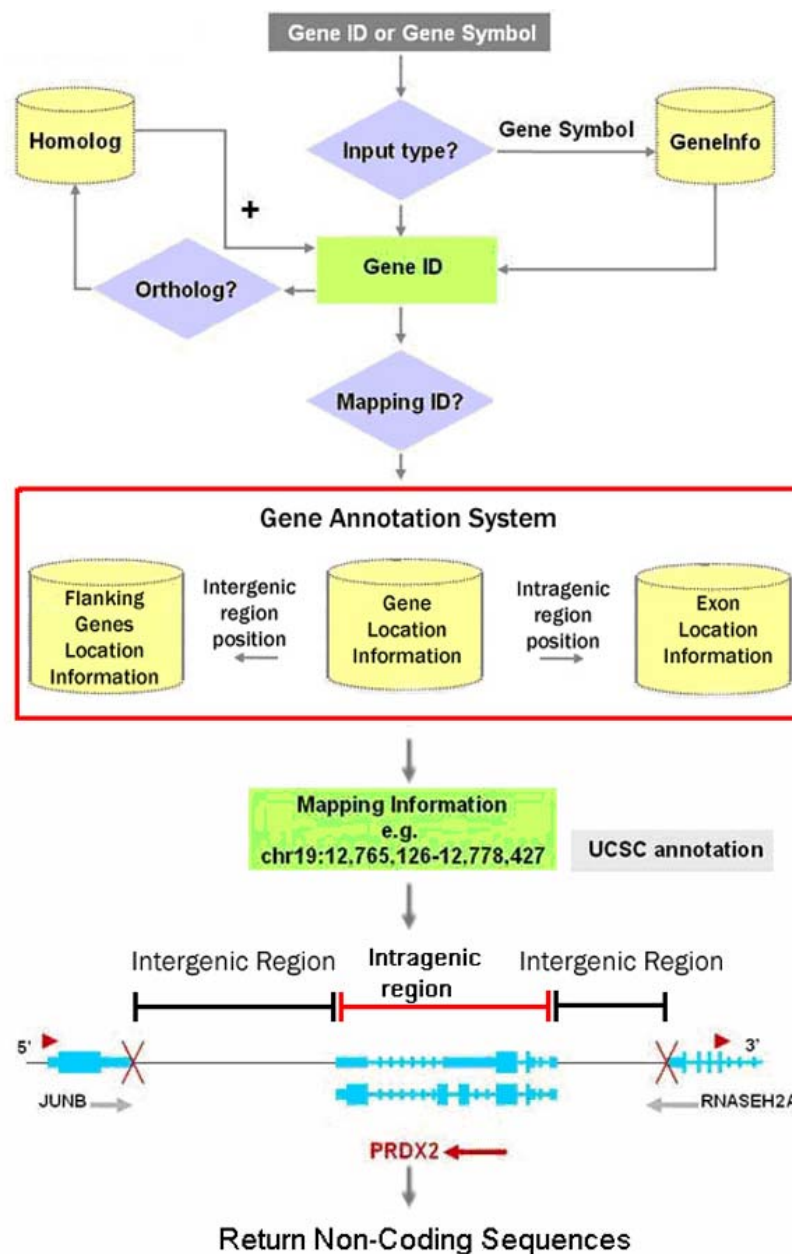 Gene ID or Gene Symbol
Homolog
Input type?
Gene Symbol
GeneInfo
+
Gene ID
Ortholog?
Mapping ID?
Gene Annotation System
Flanking
Genes
Location
Information
Intergenic
region
position
Gene
Location
Information
Intragenic
region
position
Exon
Location
Information
Mapping Information
e.g.
chr19:12,765,126-12,778,427
UCSC annotation
Intergenic Region
Intragenic
region
Intergenic Region
5'
3'
JUNB
RNASEH2A
PRDX2
Return Non-Coding Sequences